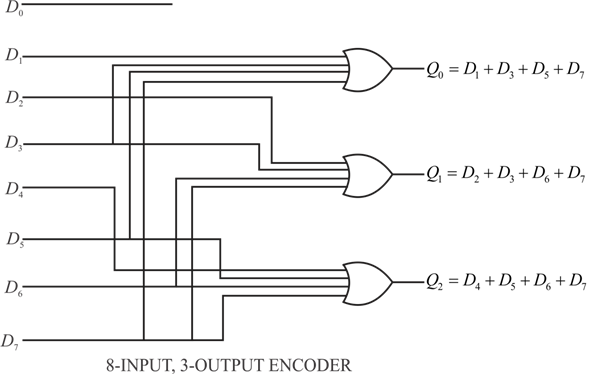 D₀
D₁
Q₀ = D₁ + D₃ + D₅ + D₇
D₂
D₃
Q₁ = D₂ + D₃ + D₆ + D₇
D₄
D₅
Q₂ = D₄ + D₅ + D₆ + D₇
D₆
D₇
8-INPUT, 3-OUTPUT ENCODER